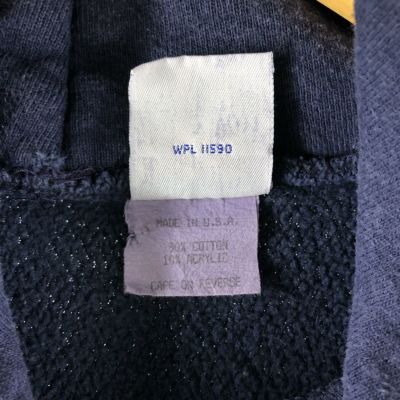 WPL 11590
MADE IN U.S.A.
90% COTTON
10% ACRYLIC
CARE ON REVERSE